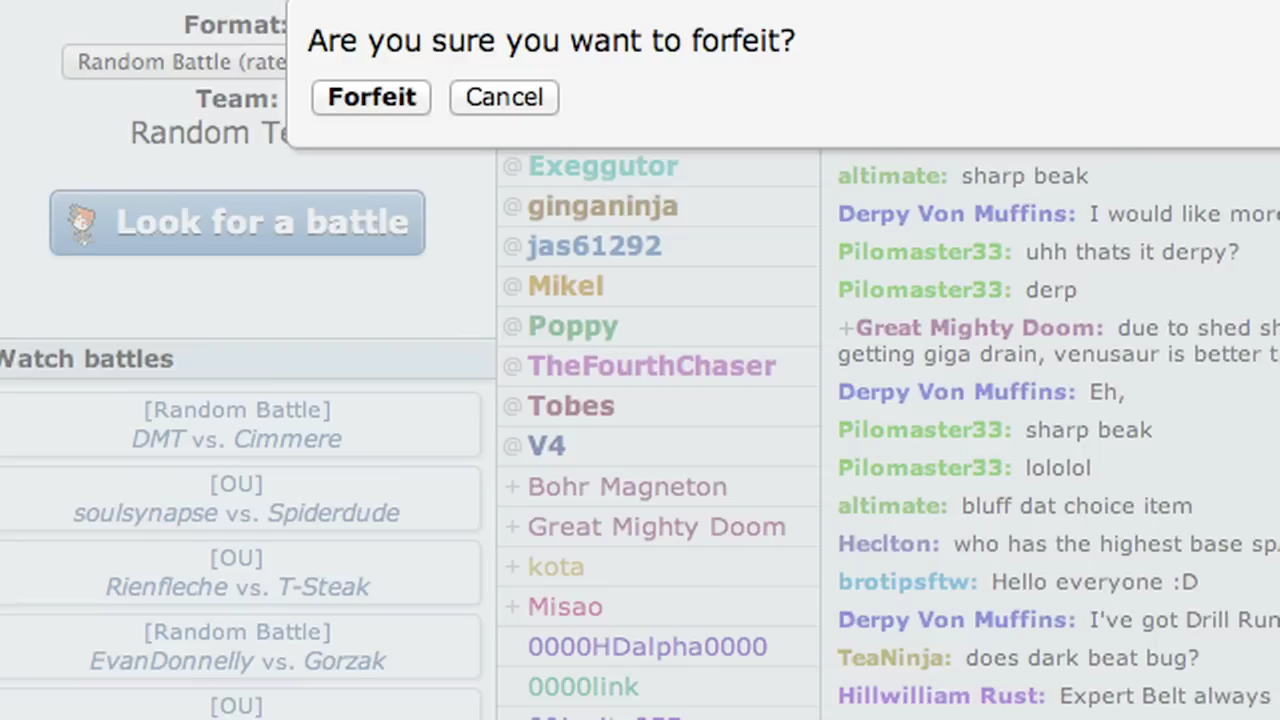 Format:
Random Battle (rate
Team:
Random Te
Look for a battle
Watch battles
[Random Battle]
DMT vs. Cimmere
[OU]
soulsynapse vs. Spiderdude
[OU]
Rienfleche vs. T-Steak
[Random Battle]
EvanDonnelly vs. Gorzak
[OU]
Are you sure you want to forfeit?
Forfeit Cancel
@ Exeggutor
@ ginganinja
@ jas61292
@ Mikel
@ Poppy
@ TheFourthChaser
@ Tobes
@ V4
+ Bohr Magneton
+ Great Mighty Doom
+ kota
+ Misao
0000HDalpha0000
0000link
altimate: sharp beak
Derpy Von Muffins: I would like more
Pilomaster33: uhh thats it derpy?
Pilomaster33: derp
+Great Mighty Doom: due to shed sh
getting giga drain, venusaur is better t
Derpy Von Muffins: Eh,
Pilomaster33: sharp beak
Pilomaster33: lololol
altimate: bluff dat choice item
Heclton: who has the highest base sp
brotipsftw: Hello everyone :D
Derpy Von Muffins: I've got Drill Run
TeaNinja: does dark beat bug?
Hillwilliam Rust: Expert Belt always